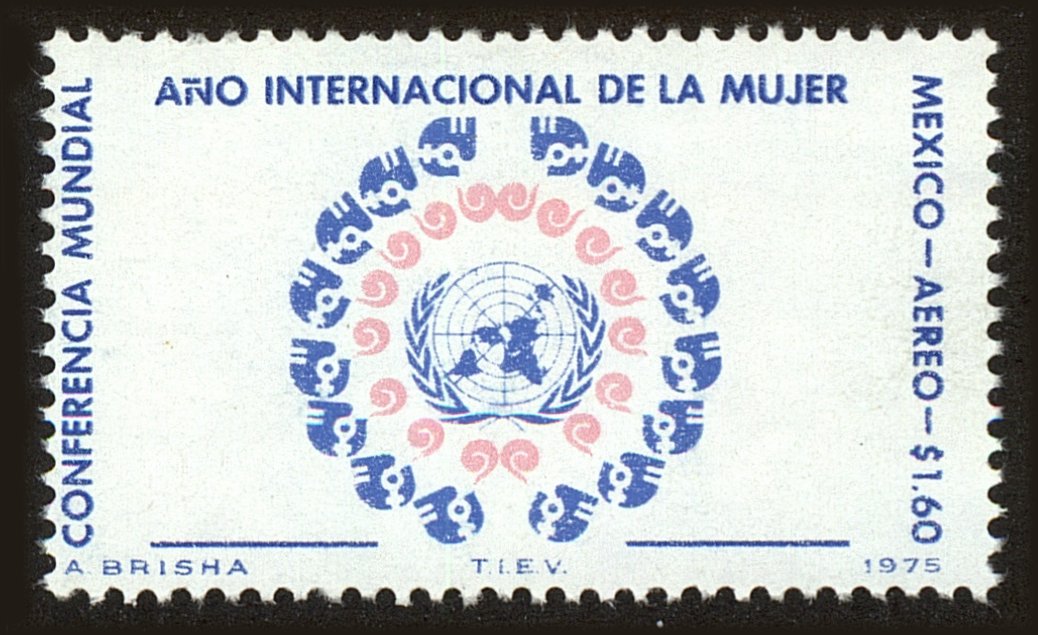 AÑO INTERNACIONAL DE LA MUJER
CONFERENCIA MUNDIAL
MEXICO — AEREO — $1.60
A. BRISHA
T.I.E.V.
1975